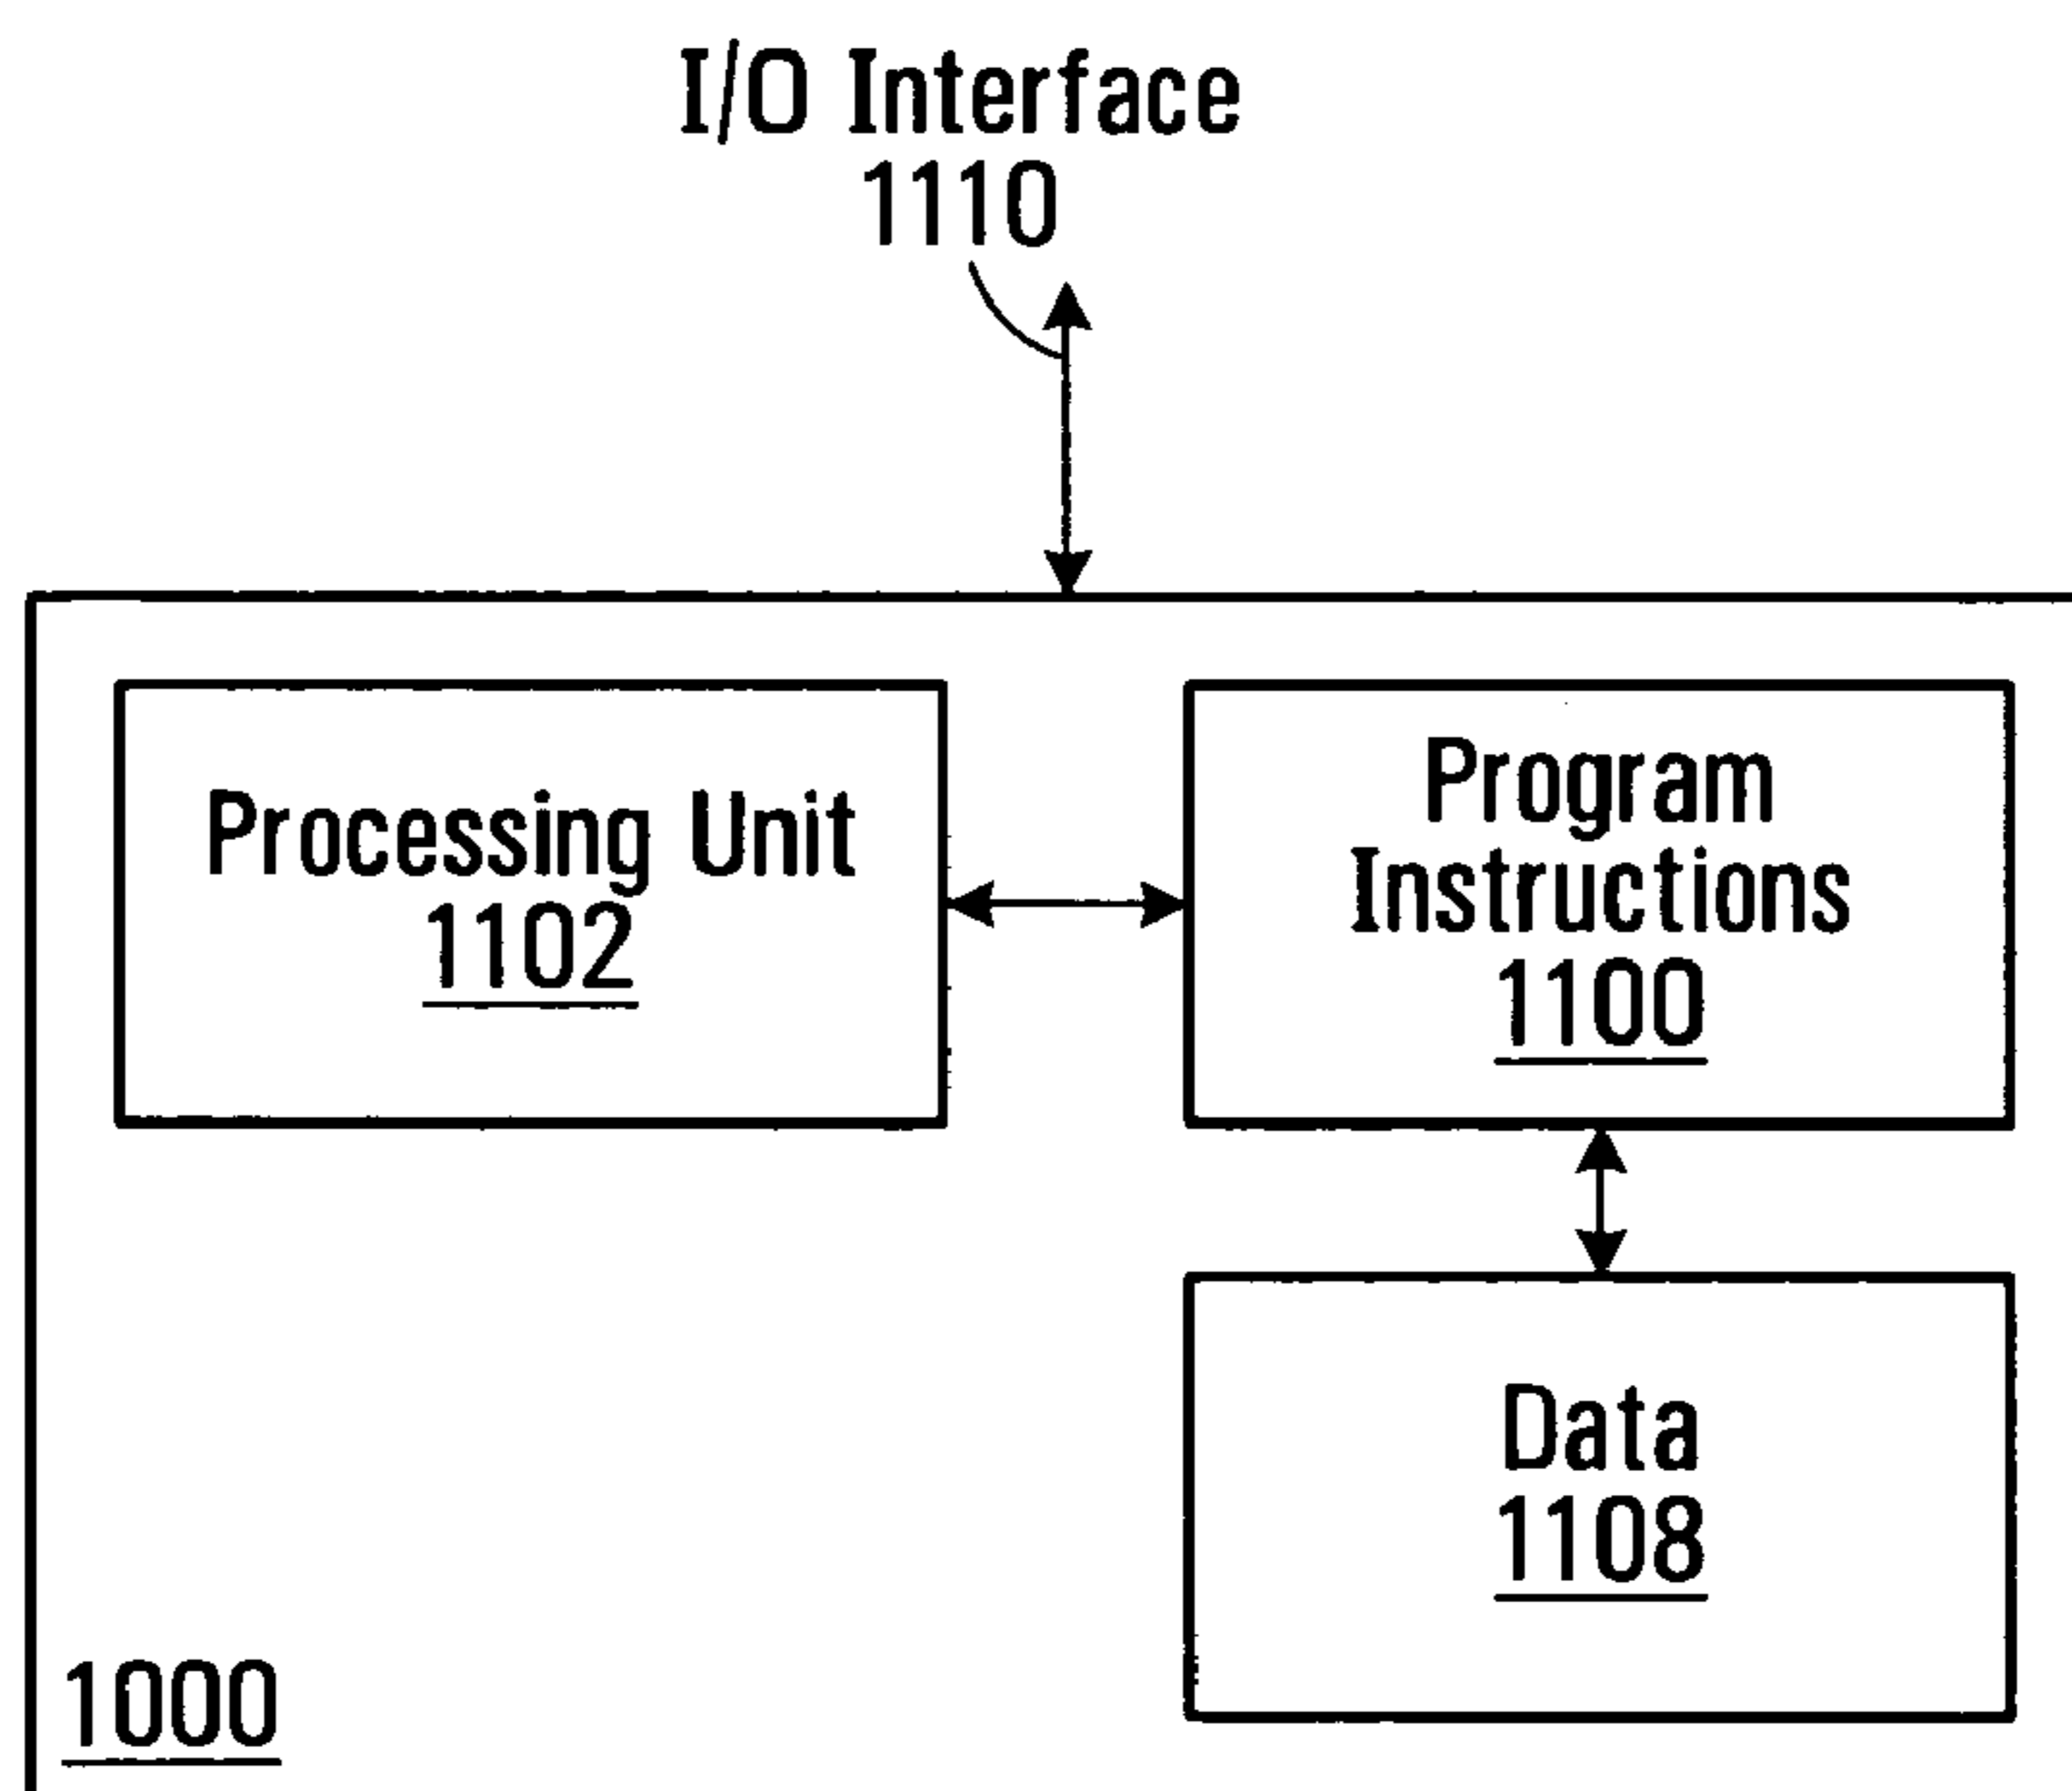 I/O Interface
1110
Processing Unit
1102
Program
Instructions
1100
Data
1108
1000